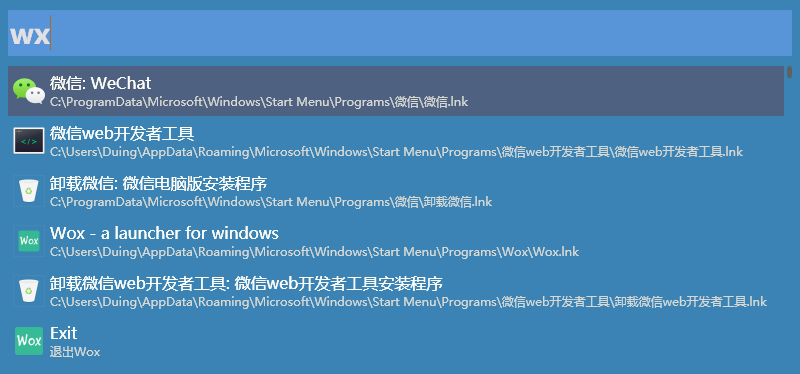 wx
微信: WeChat
C:\ProgramData\Microsoft\Windows\Start Menu\Programs\微信\微信.lnk
</>
微信web开发者工具
C:\Users\Duing\AppData\Roaming\Microsoft\Windows\Start Menu\Programs\微信web开发者工具\微信web开发者工具.lnk
卸载微信: 微信电脑版安装程序
C:\ProgramData\Microsoft\Windows\Start Menu\Programs\微信\卸载微信.lnk
Wox
Wox - a launcher for windows
C:\Users\Duing\AppData\Roaming\Microsoft\Windows\Start Menu\Programs\Wox\Wox.lnk
卸载微信web开发者工具: 微信web开发者工具安装程序
C:\Users\Duing\AppData\Roaming\Microsoft\Windows\Start Menu\Programs\微信web开发者工具\卸载微信web开发者工具.lnk
Wox
Exit
退出Wox